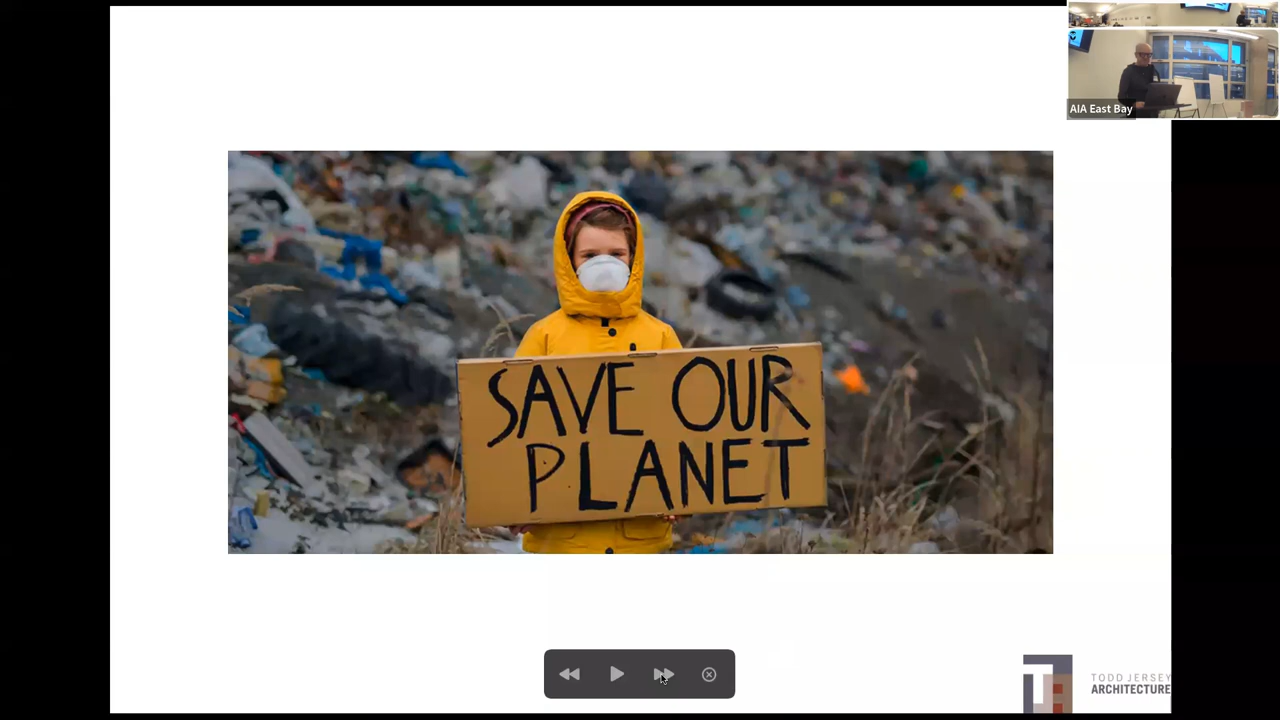 AIA East Bay
SAVE OUR
PLANET
TODD JERSEY
ARCHITECTURE